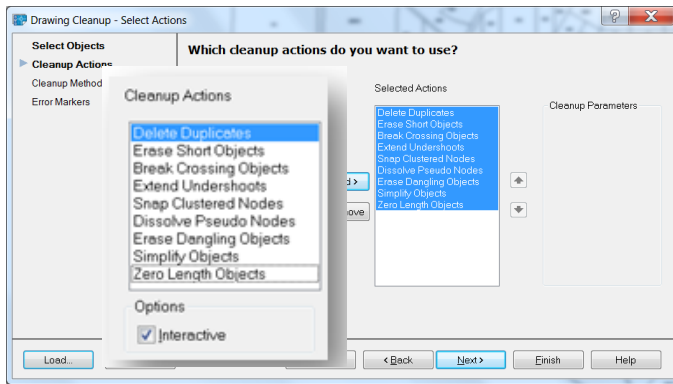 Drawing Cleanup - Select Actions
Select Objects
Cleanup Actions
Cleanup Method
Error Markers
Which cleanup actions do you want to use?
Cleanup Actions
Delete Duplicates
Erase Short Objects
Break Crossing Objects
Extend Undershoots
Snap Clustered Nodes
Dissolve Pseudo Nodes
Erase Dangling Objects
Simplify Objects
Zero Length Objects
Options
Interactive
Selected Actions
Delete Duplicates
Erase Short Objects
Break Crossing Objects
Extend Undershoots
Snap Clustered Nodes
Dissolve Pseudo Nodes
Erase Dangling Objects
Simplify Objects
Zero Length Objects
Cleanup Parameters
Load...
< Back
Next >
Finish
Help